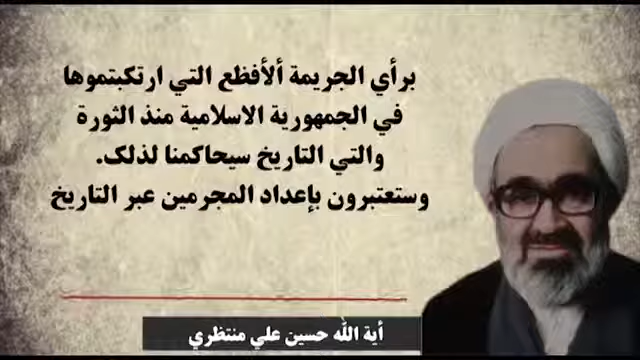 برأي الجريمة ألأفظع التي ارتكبتموها
في الجمهورية الاسلامية منذ الثورة
والتي التاريخ سيحاكمنا لذلك.
وستعتبرون بإعداد المجرمين عبر التاريخ
أية الله حسين علي منتظري